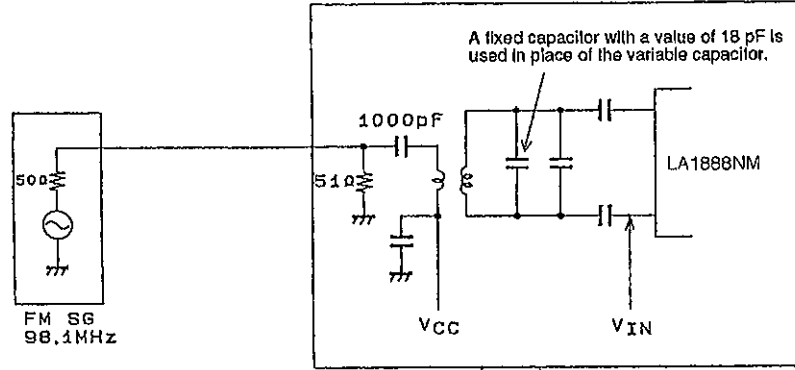 A fixed capacitor with a value of 18 pF is
used in place of the variable capacitor.
1000pF
50Ω
51Ω
LA1888NM
VCC
VIN
FM SG
98.1MHz